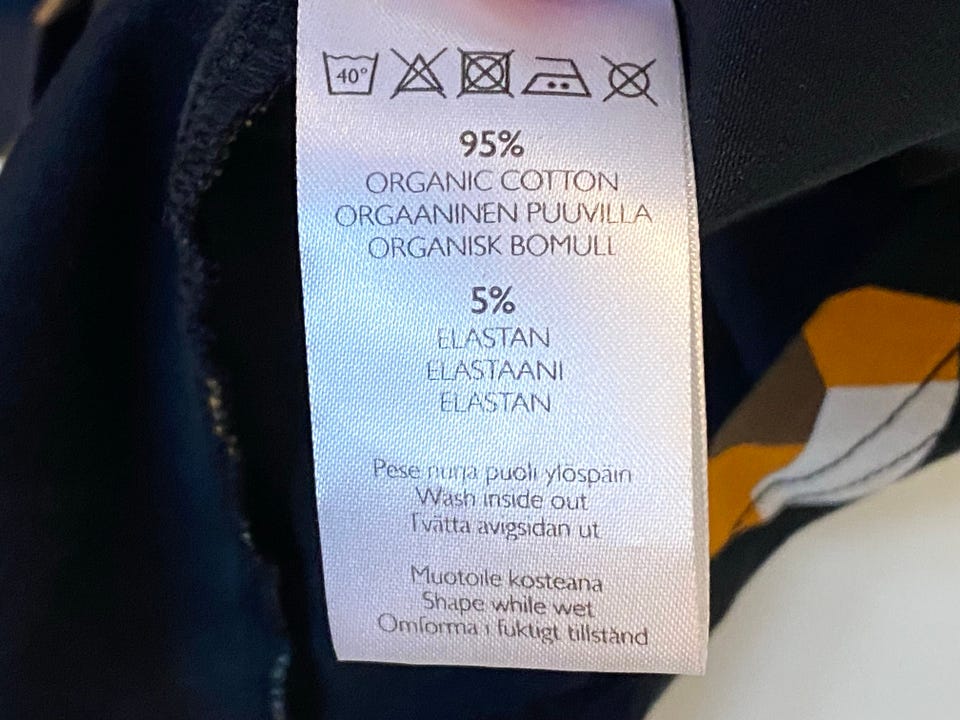 40°
95%
ORGANIC COTTON
ORGAANINEN PUUVILLA
ORGANISK BOMULL
5%
ELASTAN
ELASTAANI
ELASTAN
Pese nurja puoli ylöspäin
Wash inside out
Tvätta avigsidan ut
Muotoile kosteana
Shape while wet
Omforma i fuktigt tillstånd